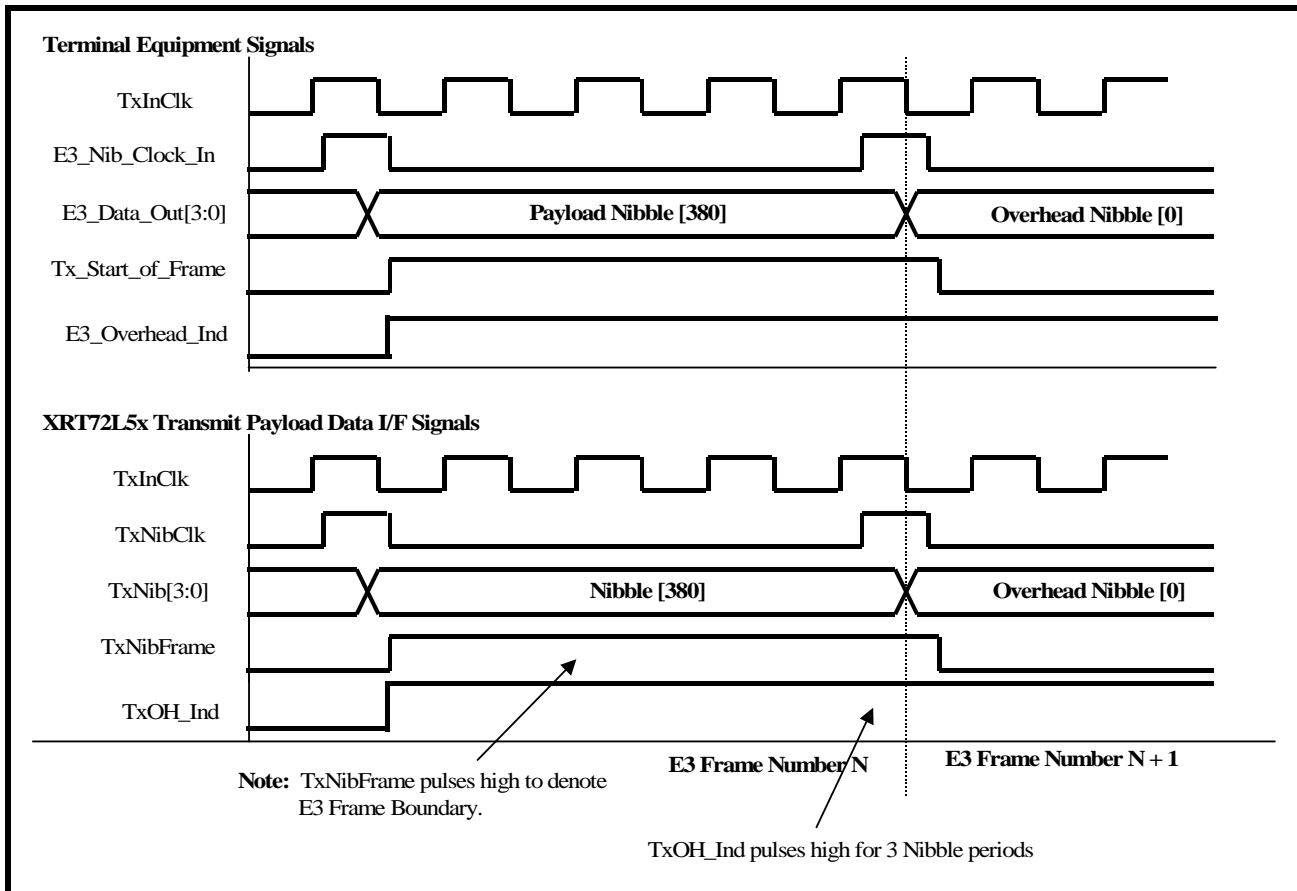 Terminal Equipment Signals
TxInClk
E3_Nib_Clock_In
E3_Data_Out[3:0]
Payload Nibble [380]
Overhead Nibble [0]
Tx_Start_of_Frame
E3_Overhead_Ind
XRT72L5x Transmit Payload Data I/F Signals
TxInClk
TxNibClk
TxNib[3:0]
Nibble [380]
Overhead Nibble [0]
TxNibFrame
TxOH_Ind
E3 Frame Number N
E3 Frame Number N + 1
Note: TxNibFrame pulses high to denote
E3 Frame Boundary.
TxOH_Ind pulses high for 3 Nibble periods